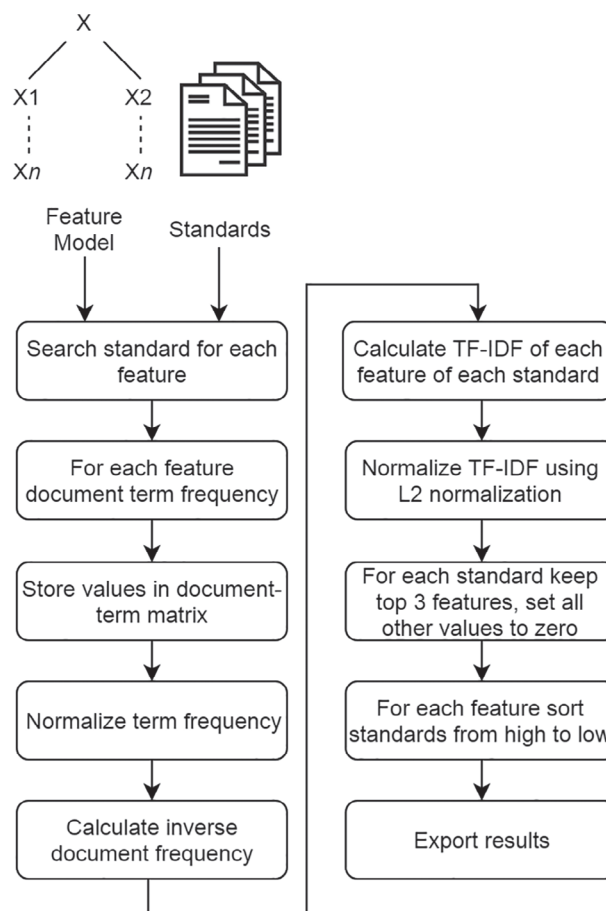 X
X1 X2
Xn Xn
Feature
Model
Standards
Search standard for each
feature
For each feature
document term frequency
Store values in document-
term matrix
Normalize term frequency
Calculate inverse
document frequency
Calculate TF-IDF of each
feature of each standard
Normalize TF-IDF using
L2 normalization
For each standard keep
top 3 features, set all
other values to zero
For each feature sort
standards from high to low
Export results